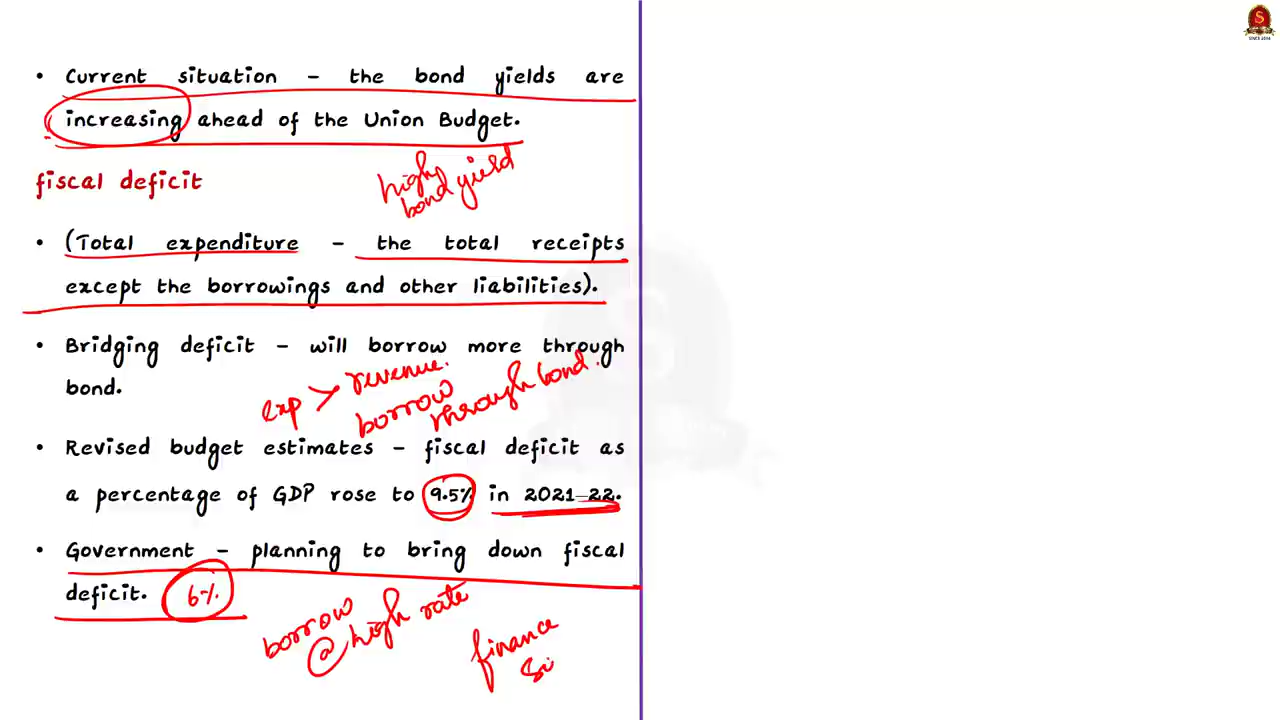 • Current situation – the bond yields are
increasing ahead of the Union Budget.
high
bond yield
fiscal deficit
• (Total expenditure – the total receipts
except the borrowings and other liabilities).
• Bridging deficit – will borrow more through
bond.
exp > revenue.
borrow
through bond.
• Revised budget estimates – fiscal deficit as
a percentage of GDP rose to 9.5% in 2021–22.
• Government – planning to bring down fiscal
deficit. 6%
borrow
@ high rate
finance
S